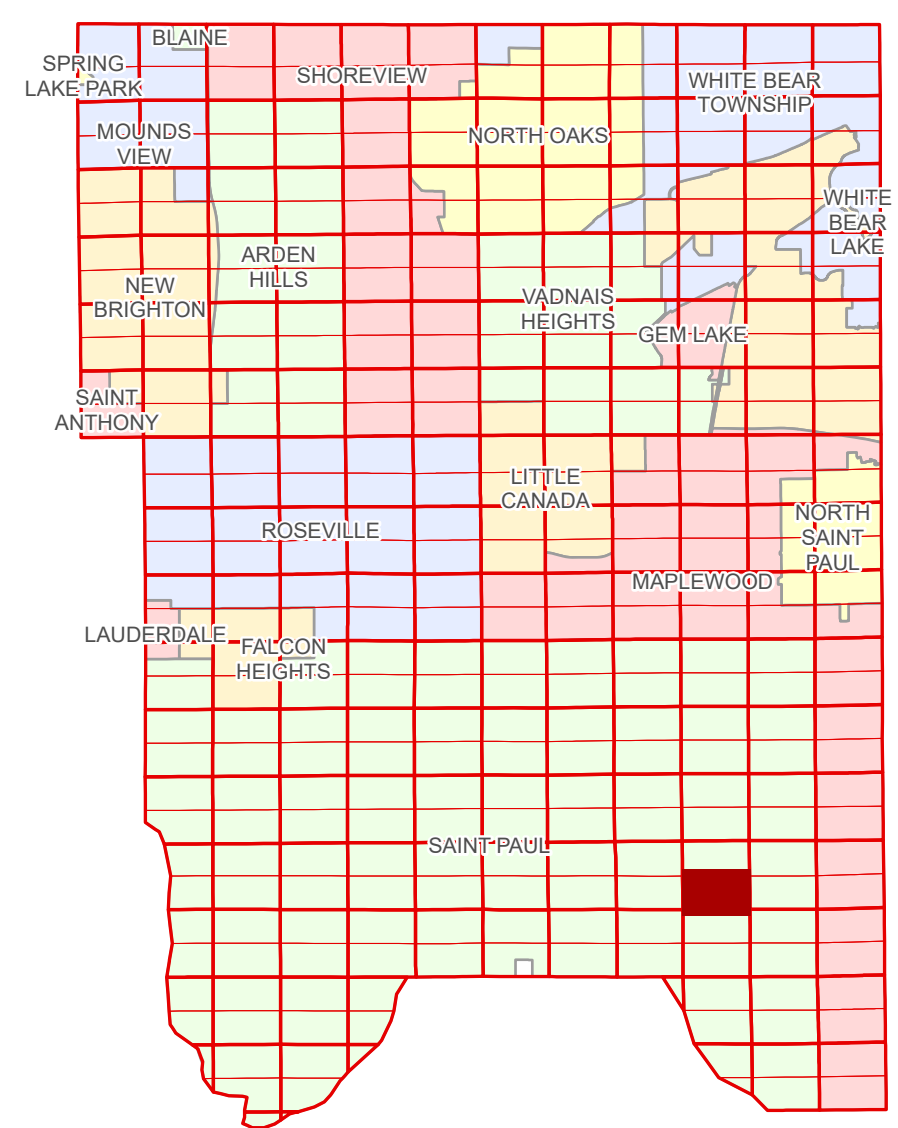 BLAINE
SPRING
LAKE PARK
SHOREVIEW
WHITE BEAR
TOWNSHIP
MOUNDS
VIEW
NORTH OAKS
WHITE
BEAR
LAKE
ARDEN
HILLS
NEW
BRIGHTON
VADNAIS
HEIGHTS
GEM LAKE
SAINT
ANTHONY
LITTLE
CANADA
NORTH
SAINT
PAUL
ROSEVILLE
MAPLEWOOD
LAUDERDALE
FALCON
HEIGHTS
SAINT PAUL